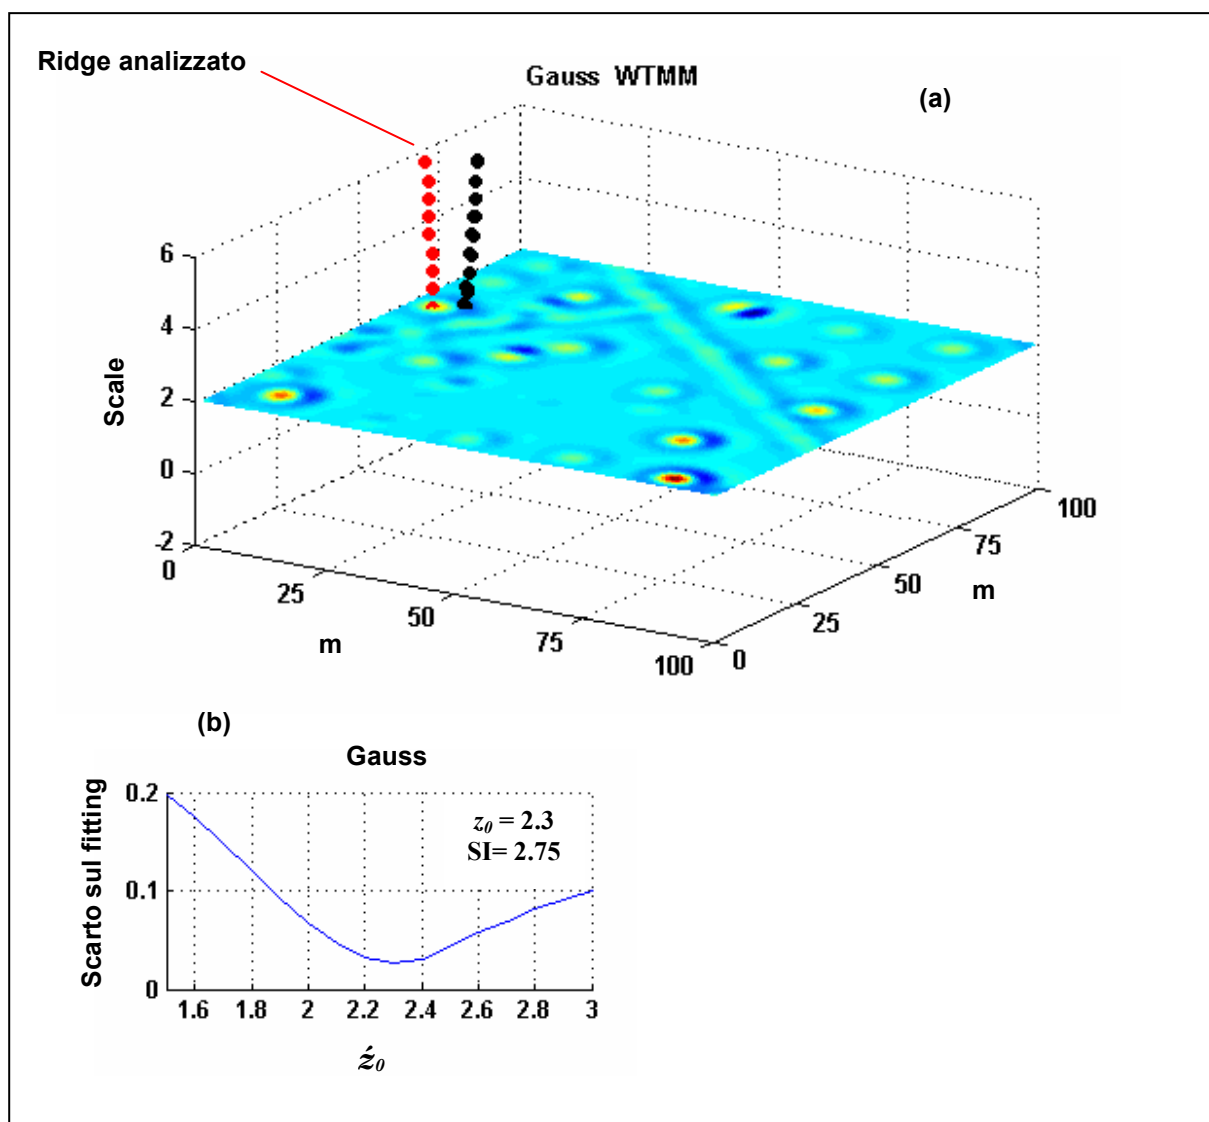 Ridge analizzato
Gauss WTMM
(a)
6
4
2
0
-2
Scale
0
25
50
75
100
m
0
25
50
75
100
m
(b)
Gauss
Scarto sul fitting
0.2
0.1
0
z0 = 2.3
SI= 2.75
1.6 1.8 2 2.2 2.4 2.6 2.8 3
ź0